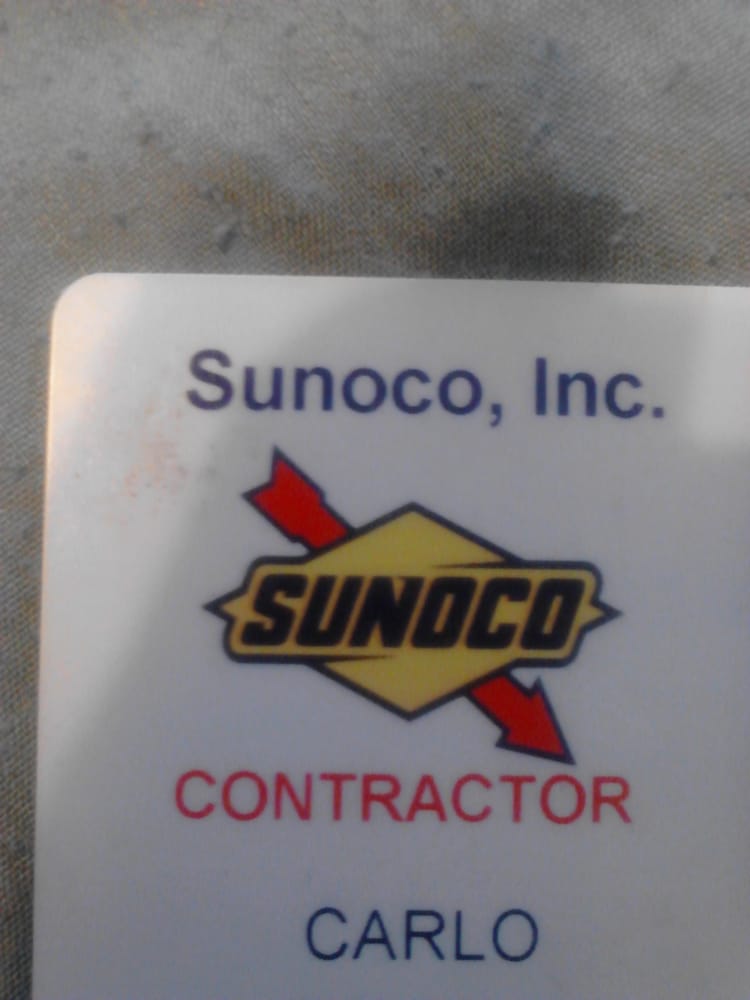 Sunoco, Inc.
SUNOCO
CONTRACTOR
CARLO